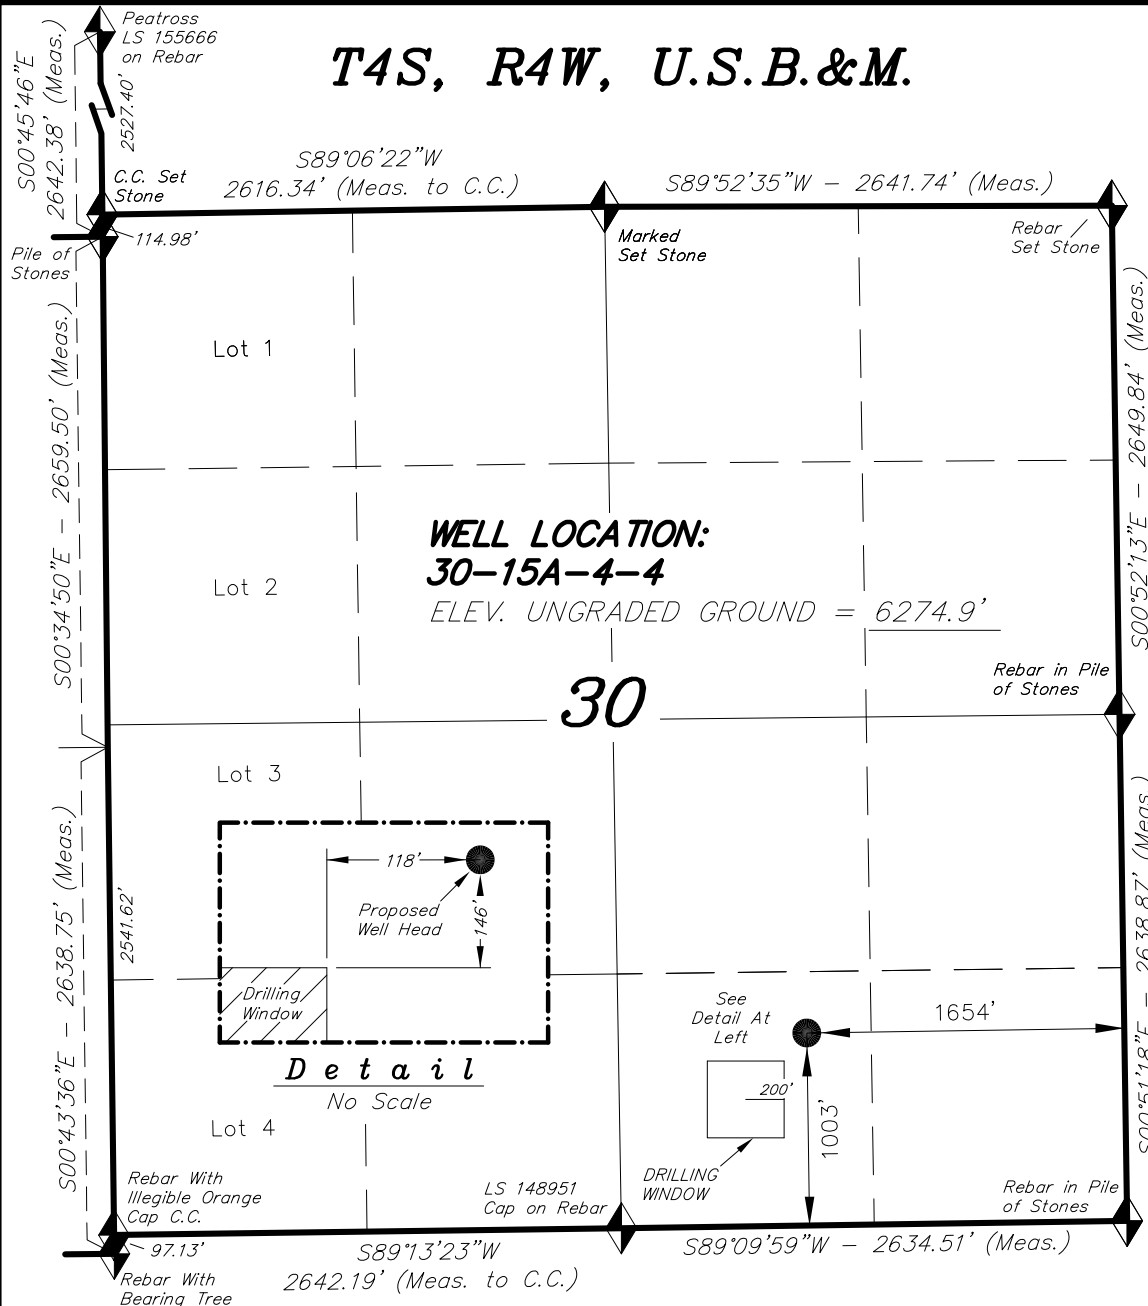 Peatross
LS 155666
on Rebar
T4S, R4W, U.S.B.&M.
S00°45'46"E
2642.38' (Meas.)
2527.40'
C.C. Set
Stone
S89°06'22"W
2616.34' (Meas. to C.C.)
S89°52'35"W - 2641.74' (Meas.)
114.98'
Pile of
Stones
Marked
Set Stone
Rebar /
Set Stone
S00°34'50"E - 2659.50' (Meas.)
S00°52'13"E - 2649.84' (Meas.)
Lot 1
WELL LOCATION:
30-15A-4-4
ELEV. UNGRADED GROUND = 6274.9'
Lot 2
30
Rebar in Pile
of Stones
Lot 3
118'
Proposed
Well Head
146'
Drilling
Window
Detail
No Scale
S00°43'36"E - 2638.75' (Meas.)
2541.62'
S00°51'18"E - 2638.87' (Meas.)
See
Detail At
Left
1654'
200'
1003'
DRILLING
WINDOW
Lot 4
Rebar With
Illegible Orange
Cap C.C.
LS 148951
Cap on Rebar
Rebar in Pile
of Stones
97.13'
S89°13'23"W
2642.19' (Meas. to C.C.)
S89°09'59"W - 2634.51' (Meas.)
Rebar With
Bearing Tree